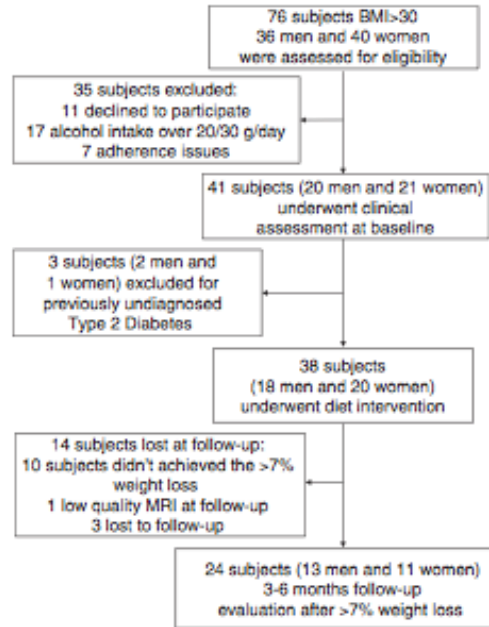 76 subjects BMI>30
36 men and 40 women
were assessed for eligibility
35 subjects excluded:
11 declined to participate
17 alcohol intake over 20/30 g/day
7 adherence issues
41 subjects (20 men and 21 women)
underwent clinical
assessment at baseline
3 subjects (2 men and
1 women) excluded for
previously undiagnosed
Type 2 Diabetes
38 subjects
(18 men and 20 women)
underwent diet intervention
14 subjects lost at follow-up:
10 subjects didn't achieved the >7%
weight loss
1 low quality MRI at follow-up
3 lost to follow-up
24 subjects (13 men and 11 women)
3-6 months follow-up
evaluation after >7% weight loss